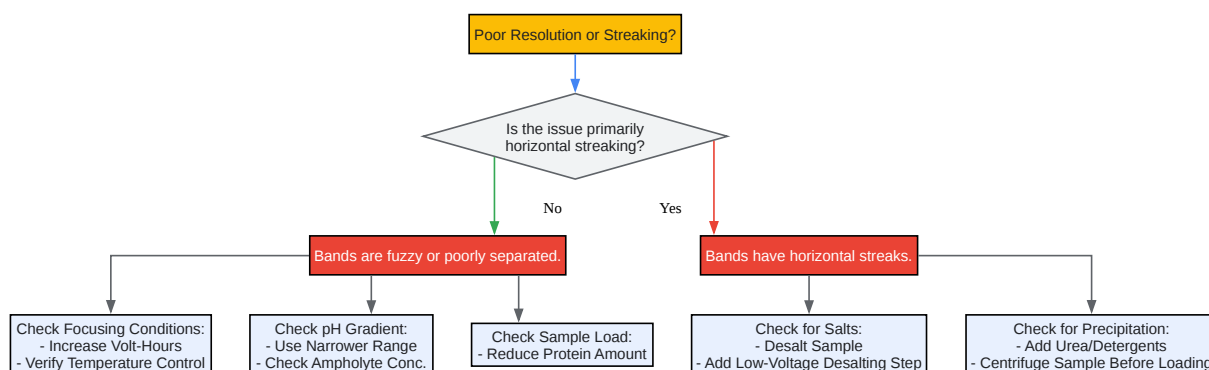 Poor Resolution or Streaking?
Is the issue primarily
horizontal streaking?
No
Yes
Bands are fuzzy or poorly separated.
Bands have horizontal streaks.
Check Focusing Conditions:
- Increase Volt-Hours
- Verify Temperature Control
Check pH Gradient:
- Use Narrower Range
- Check Ampholyte Conc.
Check Sample Load:
- Reduce Protein Amount
Check for Salts:
- Desalt Sample
- Add Low-Voltage Desalting Step
Check for Precipitation:
- Add Urea/Detergents
- Centrifuge Sample Before Loading